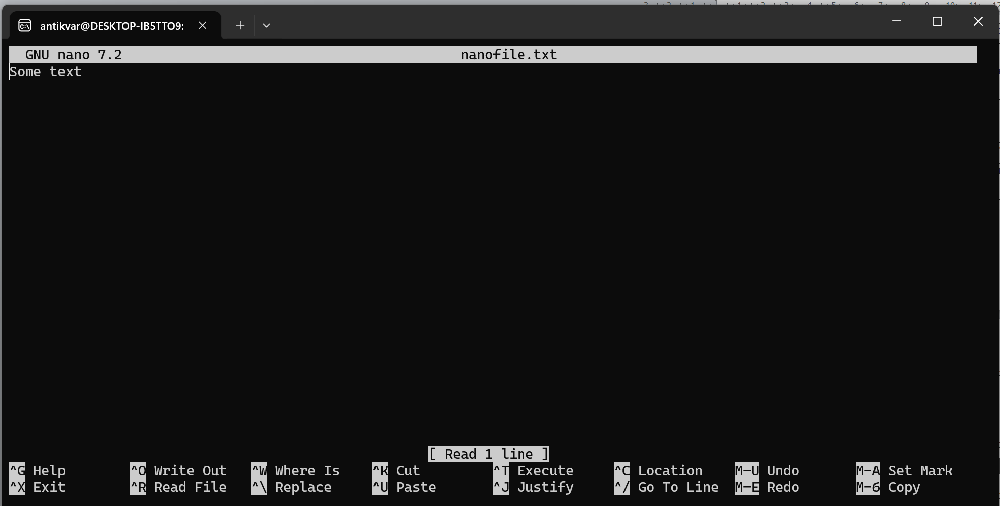 antikvar@DESKTOP-IB5TTO9:
GNU nano 7.2 nanofile.txt
Some text
[ Read 1 line ]
^G Help ^O Write Out ^W Where Is ^K Cut ^T Execute ^C Location M-U Undo M-A Set Mark
^X Exit ^R Read File ^\ Replace ^U Paste ^J Justify ^/ Go To Line M-E Redo M-6 Copy